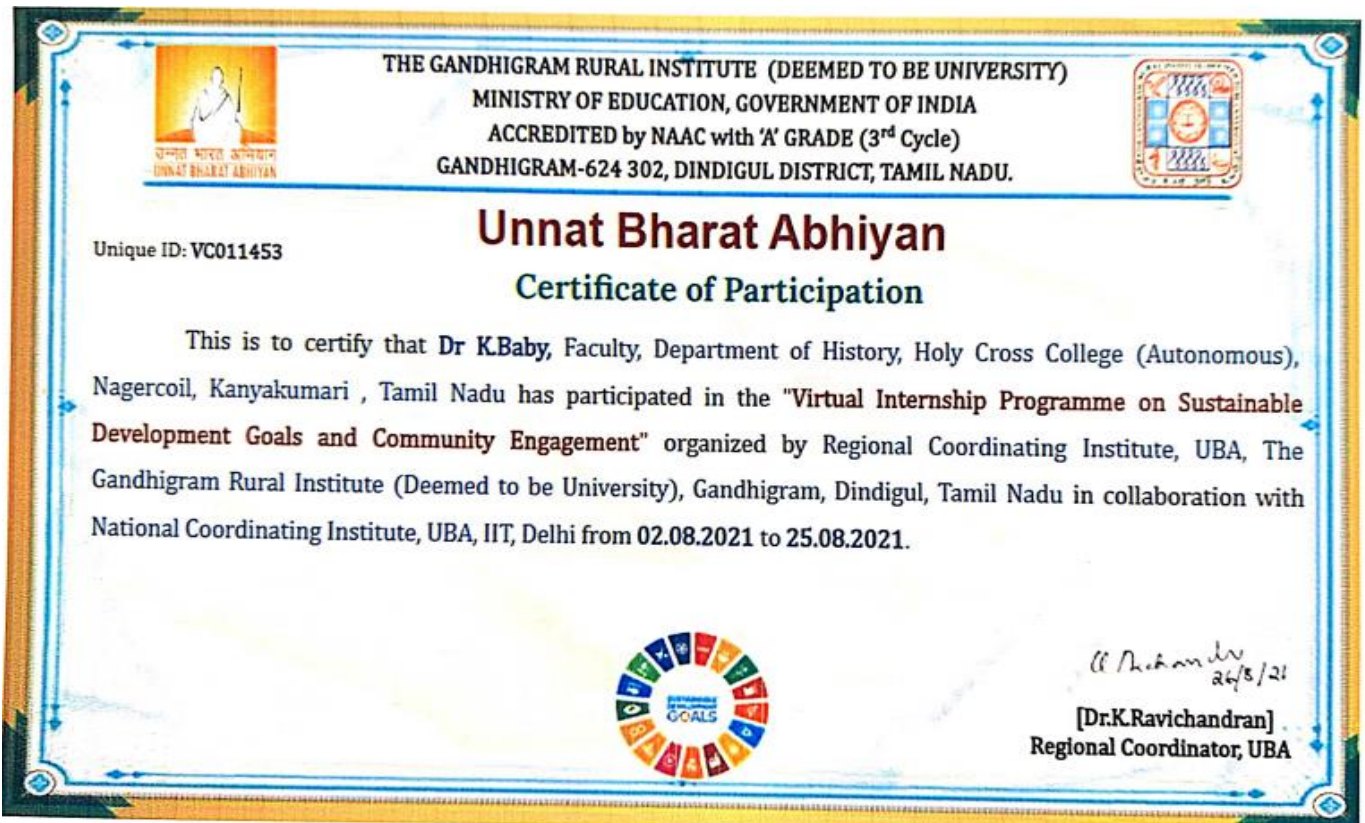 THE GANDHIGRAM RURAL INSTITUTE (DEEMED TO BE UNIVERSITY)
MINISTRY OF EDUCATION, GOVERNMENT OF INDIA
ACCREDITED by NAAC with 'A' GRADE (3rd Cycle)
GANDHIGRAM-624 302, DINDIGUL DISTRICT, TAMIL NADU.
उन्नत भारत अभियान
UNNAT BHARAT ABHIYAN
Unnat Bharat Abhiyan
Unique ID: VC011453
Certificate of Participation
This is to certify that Dr K.Baby, Faculty, Department of History, Holy Cross College (Autonomous),
Nagercoil, Kanyakumari , Tamil Nadu has participated in the "Virtual Internship Programme on Sustainable
Development Goals and Community Engagement" organized by Regional Coordinating Institute, UBA, The
Gandhigram Rural Institute (Deemed to be University), Gandhigram, Dindigul, Tamil Nadu in collaboration with
National Coordinating Institute, UBA, IIT, Delhi from 02.08.2021 to 25.08.2021.
SUSTAINABLE
DEVELOPMENT
GOALS
26/8/21
[Dr.K.Ravichandran]
Regional Coordinator, UBA